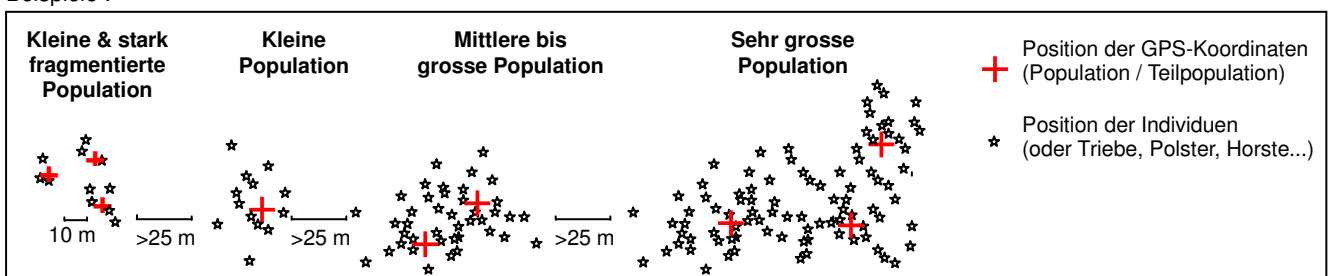 Kleine & stark
fragmentierte
Population
Kleine
Population
Mittlere bis
grosse Population
Sehr grosse
Population
Position der GPS-Koordinaten
(Population / Teilpopulation)
Position der Individuen
(oder Triebe, Polster, Horste...)
10 m
>25 m
>25 m
>25 m